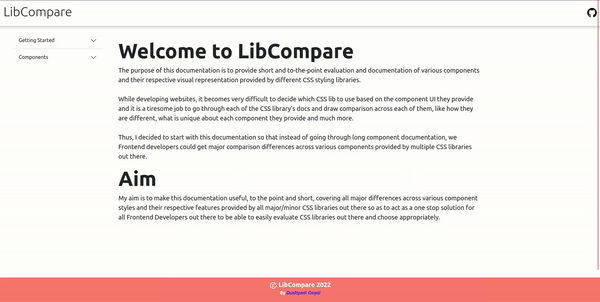 LibCompare
Getting Started
Components
Welcome to LibCompare
The purpose of this documentation is to provide short and to-the-point evaluation and documentation of various components
and their respective visual representation provided by different CSS styling libraries.
While developing websites, it becomes very difficult to decide which CSS lib to use based on the component UI they provide
and it is a tiresome job to go through each of the CSS library's docs and draw comparison across each of them, like how they
are different, what is unique about each component they provide and much more.
Thus, I decided to start with this documentation so that instead of going through long component documentation, we
Frontend developers could get major comparison differences across various components provided by multiple CSS libraries
out there.
Aim
My aim is to make this documentation useful, to the point and short, covering all major differences across various component
styles and their respective features provided by all major/minor CSS libraries out there so as to act as a one stop solution for
all Frontend Developers out there to be able to easily evaluate CSS libraries out there and choose appropriately.
© LibCompare 2022
By Goyal